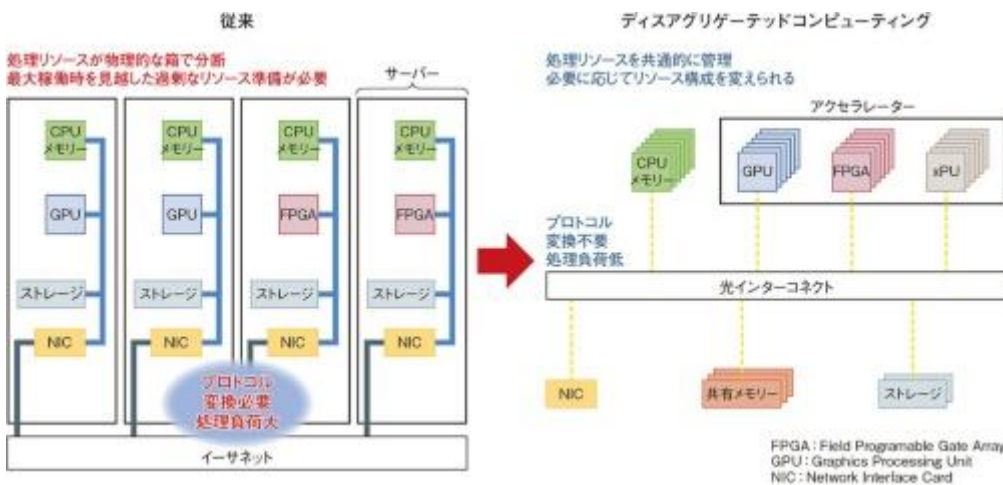 従来
処理リソースが物理的な箱で分断
最大稼働時を見越した過剰なリソース準備が必要
サーバー
CPU
メモリー
CPU
メモリー
CPU
メモリー
CPU
メモリー
GPU
GPU
FPGA
FPGA
ストレージ
ストレージ
ストレージ
ストレージ
NIC
NIC
NIC
NIC
プロトコル
変換必要
処理負荷大
イーサネット
ディスアグリゲーテッドコンピューティング
処理リソースを共通的に管理
必要に応じてリソース構成を変えられる
アクセラレーター
CPU
メモリー
GPU
FPGA
xPU
プロトコル
変換不要
処理負荷低
光インターコネクト
NIC
共有メモリー
ストレージ
FPGA：Field Programable Gate Array
GPU：Graphics Processing Unit
NIC：Network Interface Card